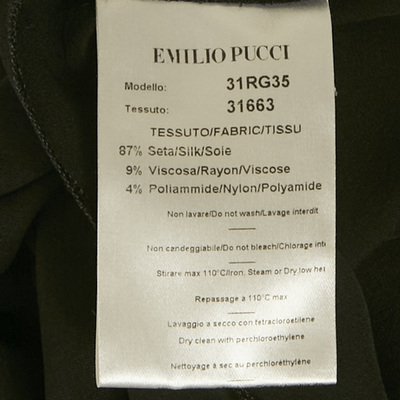 EMILIO PUCCI
Modello: 31RG35
Tessuto: 31663
TESSUTO/FABRIC/TISSU
87% Seta/Silk/Soie
9% Viscosa/Rayon/Viscose
4% Poliammide/Nylon/Polyamide
Non lavare/Do not wash/Lavage interdit
Non candeggiabile/Do not bleach/Chlorage inte
Stirare max 110°C/Iron, Steam or Dry low hea
Repassage a 110°C max
Lavaggio a secco con tetracloroetilene
Dry clean with perchloroethylene
Nettoyage à sec au perchloréthylène